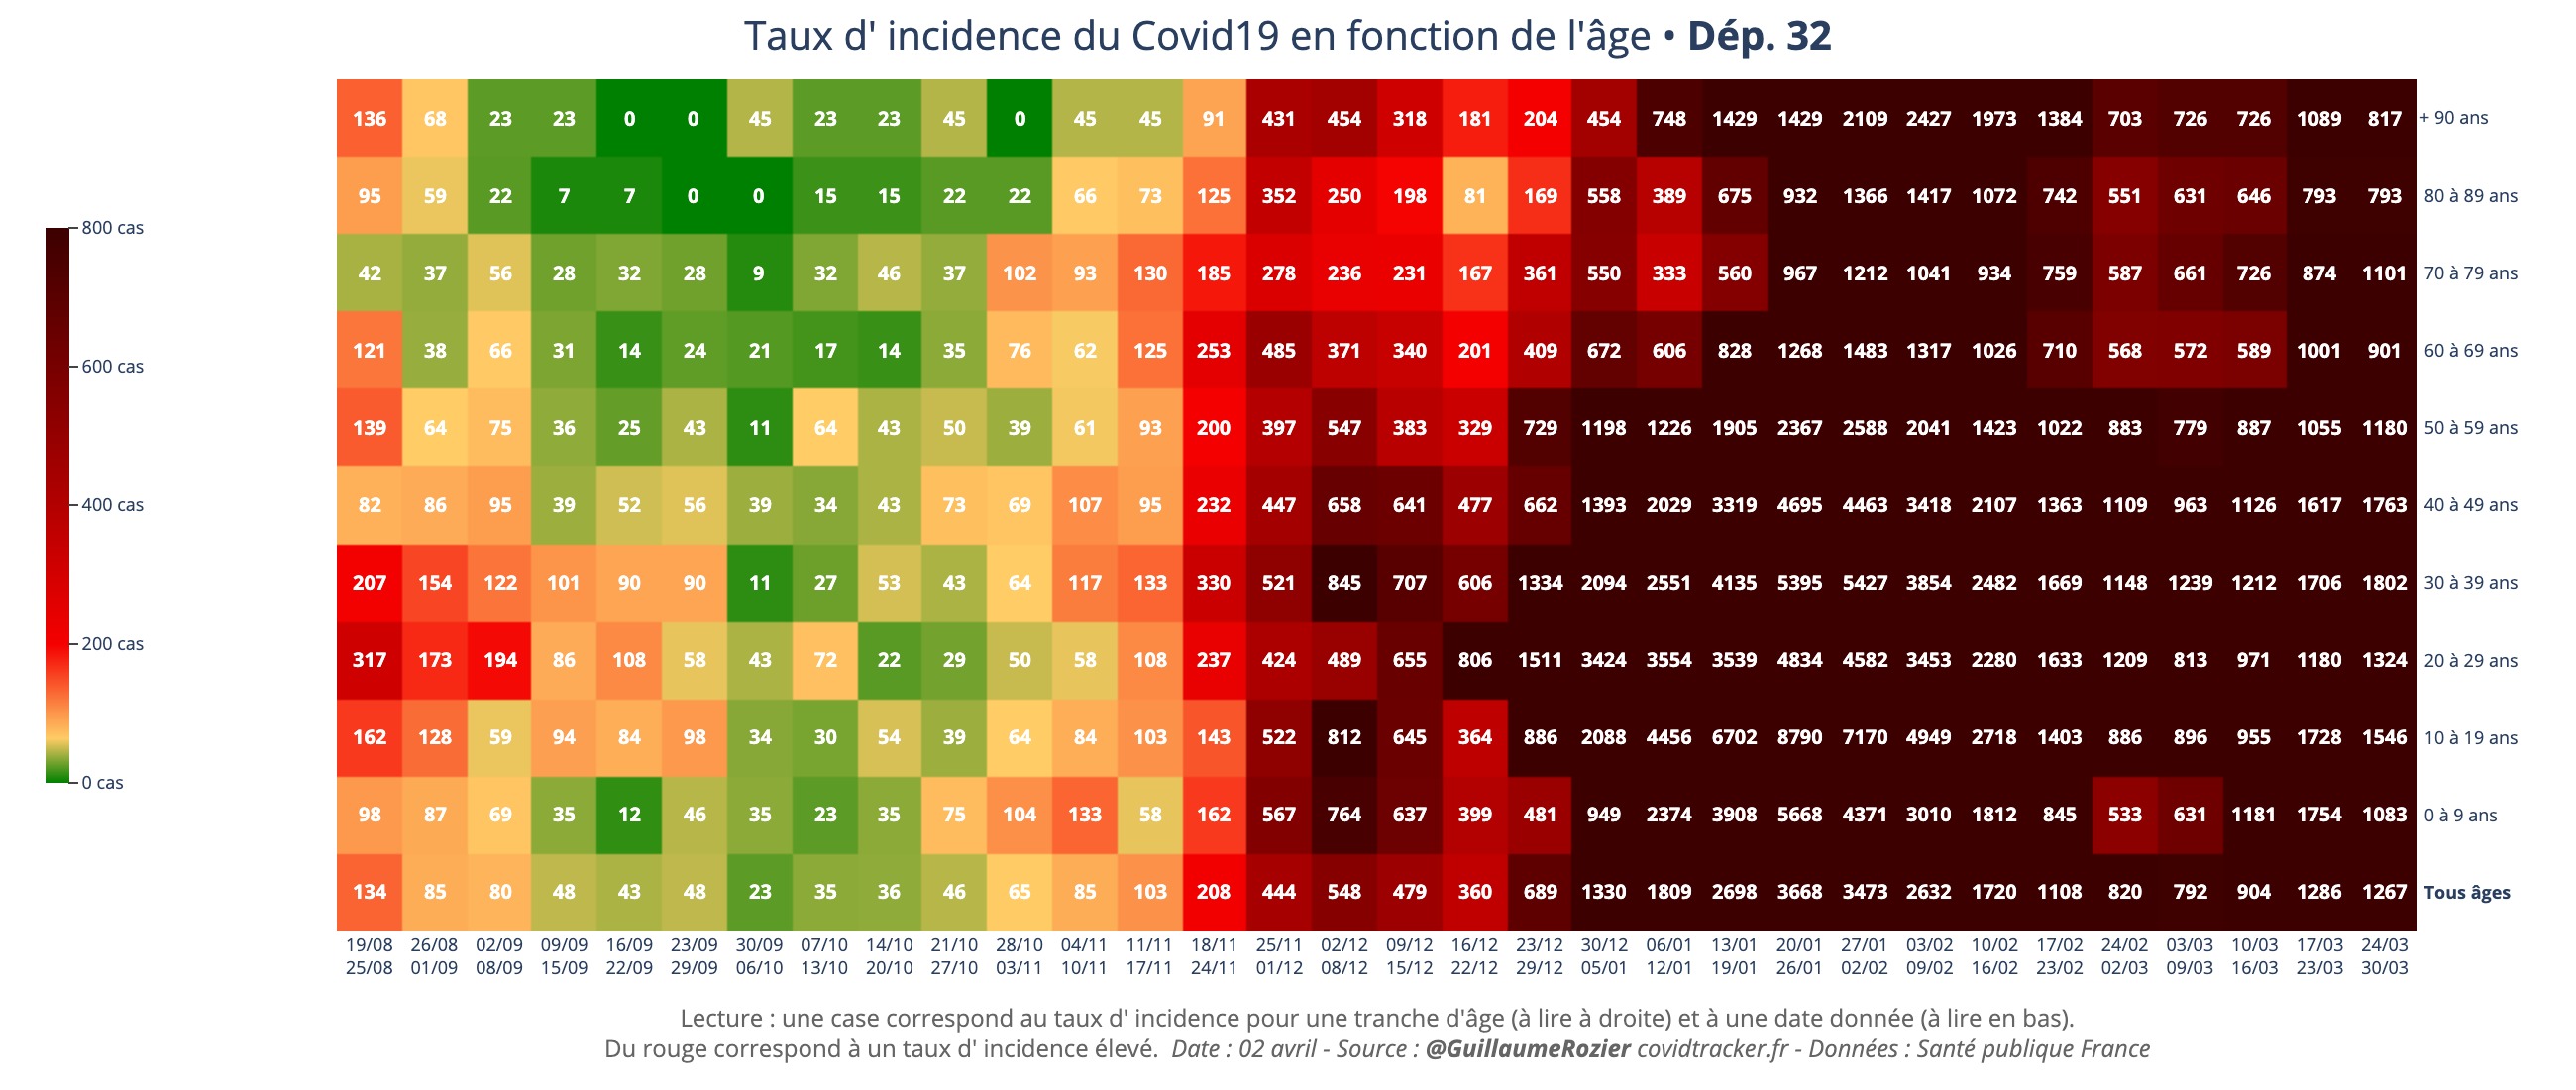 Taux d' incidence du Covid19 en fonction de l'âge • Dép. 32
136 68 23 23 0 0 45 23 23 45 0 45 45 91 431 454 318 181 204 454 748 1429 1429 2109 2427 1973 1384 703 726 726 1089 817 + 90 ans
95 59 22 7 7 0 0 15 15 22 22 66 73 125 352 250 198 81 169 558 389 675 932 1366 1417 1072 742 551 631 646 793 793 80 à 89 ans
800 cas
42 37 56 28 32 28 9 32 46 37 102 93 130 185 278 236 231 167 361 550 333 560 967 1212 1041 934 759 587 661 726 874 1101 70 à 79 ans
121 38 66 31 14 24 21 17 14 35 76 62 125 253 485 371 340 201 409 672 606 828 1268 1483 1317 1026 710 568 572 589 1001 901 60 à 69 ans
600 cas
139 64 75 36 25 43 11 64 43 50 39 61 93 200 397 547 383 329 729 1198 1226 1905 2367 2588 2041 1423 1022 883 779 887 1055 1180 50 à 59 ans
400 cas
82 86 95 39 52 56 39 34 43 73 69 107 95 232 447 658 641 477 662 1393 2029 3319 4695 4463 3418 2107 1363 1109 963 1126 1617 1763 40 à 49 ans
207 154 122 101 90 90 11 27 53 43 64 117 133 330 521 845 707 606 1334 2094 2551 4135 5395 5427 3854 2482 1669 1148 1239 1212 1706 1802 30 à 39 ans
200 cas
317 173 194 86 108 58 43 72 22 29 50 58 108 237 424 489 655 806 1511 3424 3554 3539 4834 4582 3453 2280 1633 1209 813 971 1180 1324 20 à 29 ans
162 128 59 94 84 98 34 30 54 39 64 84 103 143 522 812 645 364 886 2088 4456 6702 8790 7170 4949 2718 1403 886 896 955 1728 1546 10 à 19 ans
0 cas
98 87 69 35 12 46 35 23 35 75 104 133 58 162 567 764 637 399 481 949 2374 3908 5668 4371 3010 1812 845 533 631 1181 1754 1083 0 à 9 ans
134 85 80 48 43 48 23 35 36 46 65 85 103 208 444 548 479 360 689 1330 1809 2698 3668 3473 2632 1720 1108 820 792 904 1286 1267 Tous âges
19/08 26/08 02/09 09/09 16/09 23/09 30/09 07/10 14/10 21/10 28/10 04/11 11/11 18/11 25/11 02/12 09/12 16/12 23/12 30/12 06/01 13/01 20/01 27/01 03/02 10/02 17/02 24/02 03/03 10/03 17/03 24/03
25/08 01/09 08/09 15/09 22/09 29/09 06/10 13/10 20/10 27/10 03/11 10/11 17/11 24/11 01/12 08/12 15/12 22/12 29/12 05/01 12/01 19/01 26/01 02/02 09/02 16/02 23/02 02/03 09/03 16/03 23/03 30/03
Lecture : une case correspond au taux d' incidence pour une tranche d'âge (à lire à droite) et à une date donnée (à lire en bas).
Du rouge correspond à un taux d' incidence élevé. Date : 02 avril - Source : @GuillaumeRozier covidtracker.fr - Données : Santé publique France